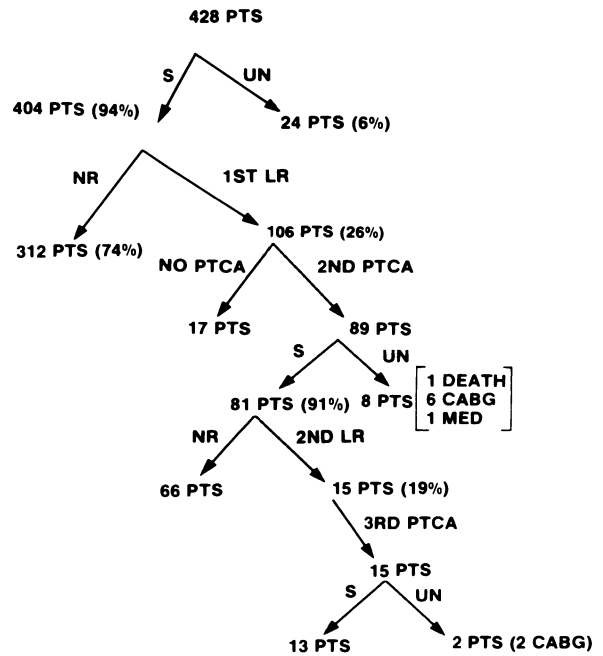 428 PTS
S UN
404 PTS (94%)
24 PTS (6%)
NR 1ST LR
312 PTS (74%)
106 PTS (26%)
NO PTCA 2ND PTCA
17 PTS 89 PTS
S UN
81 PTS (91%) 8 PTS
1 DEATH
6 CABG
1 MED
NR 2ND LR
66 PTS 15 PTS (19%)
3RD PTCA
15 PTS
S UN
13 PTS 2 PTS (2 CABG)